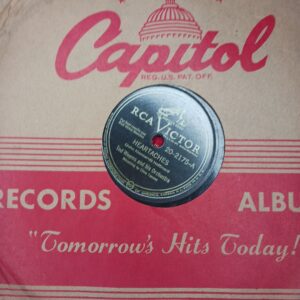 Capitol
REG. U.S. PAT. OFF.
RCA VICTOR
20-2175-A
HEARTACHES
Ted Weems and his Orchestra
RECORDS ALBU
"Tomorrow's Hits Today!